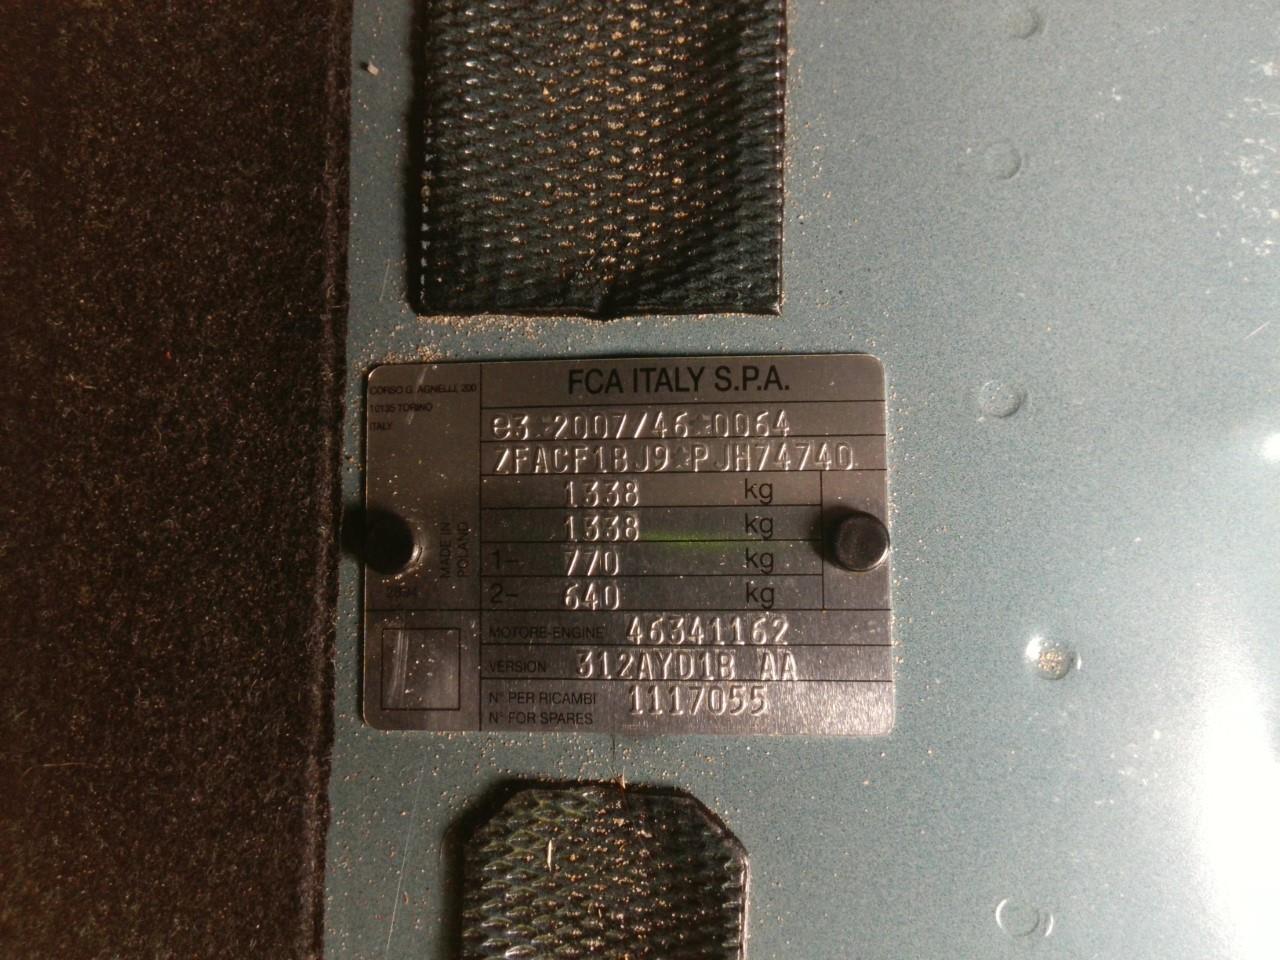 FCA ITALY S.P.A.
CORSO G. AGNELLI, 200
10135 TORINO
ITALY
e3*2007/46*0064
ZFACF1BJ9*PJH74740
1338 kg
1338 kg
1- 770 kg
2- 640 kg
MADE IN
POLAND
MOTORE-ENGINE 46341162
VERSION 312AYD1B AA
N° PER RICAMBI
N° FOR SPARES
1117055